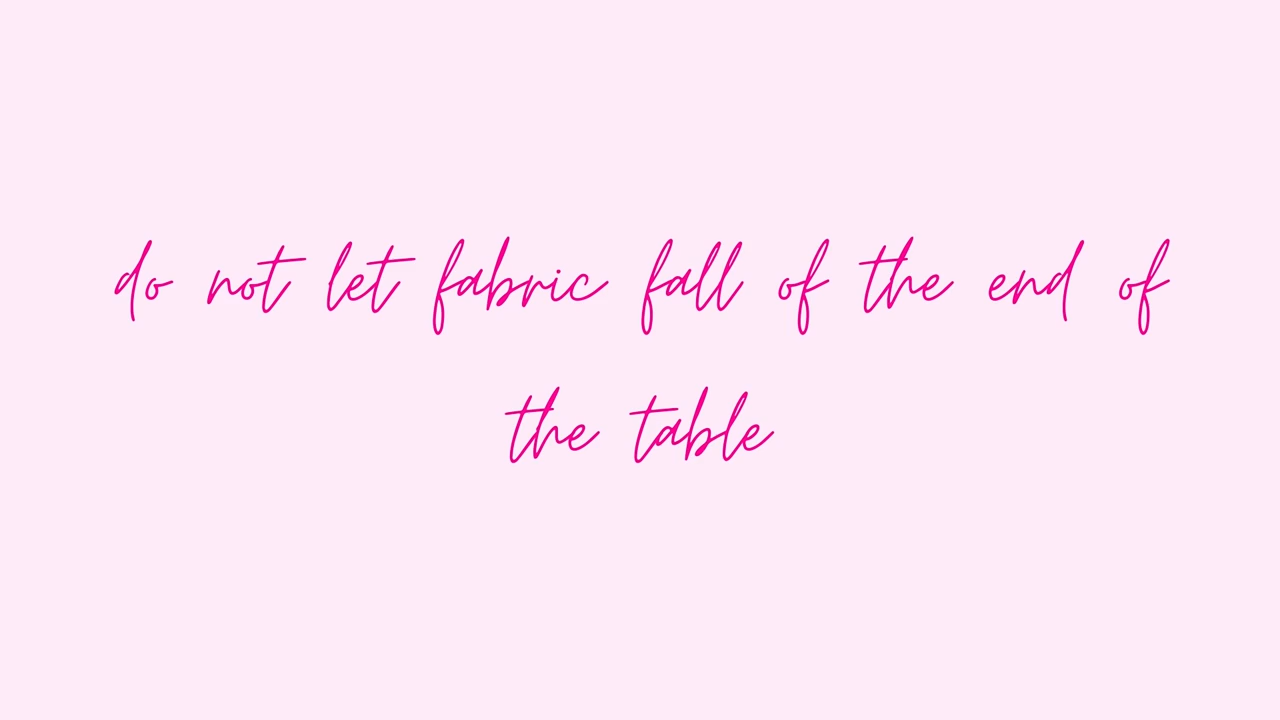 do not let fabric fall of the end of
the table